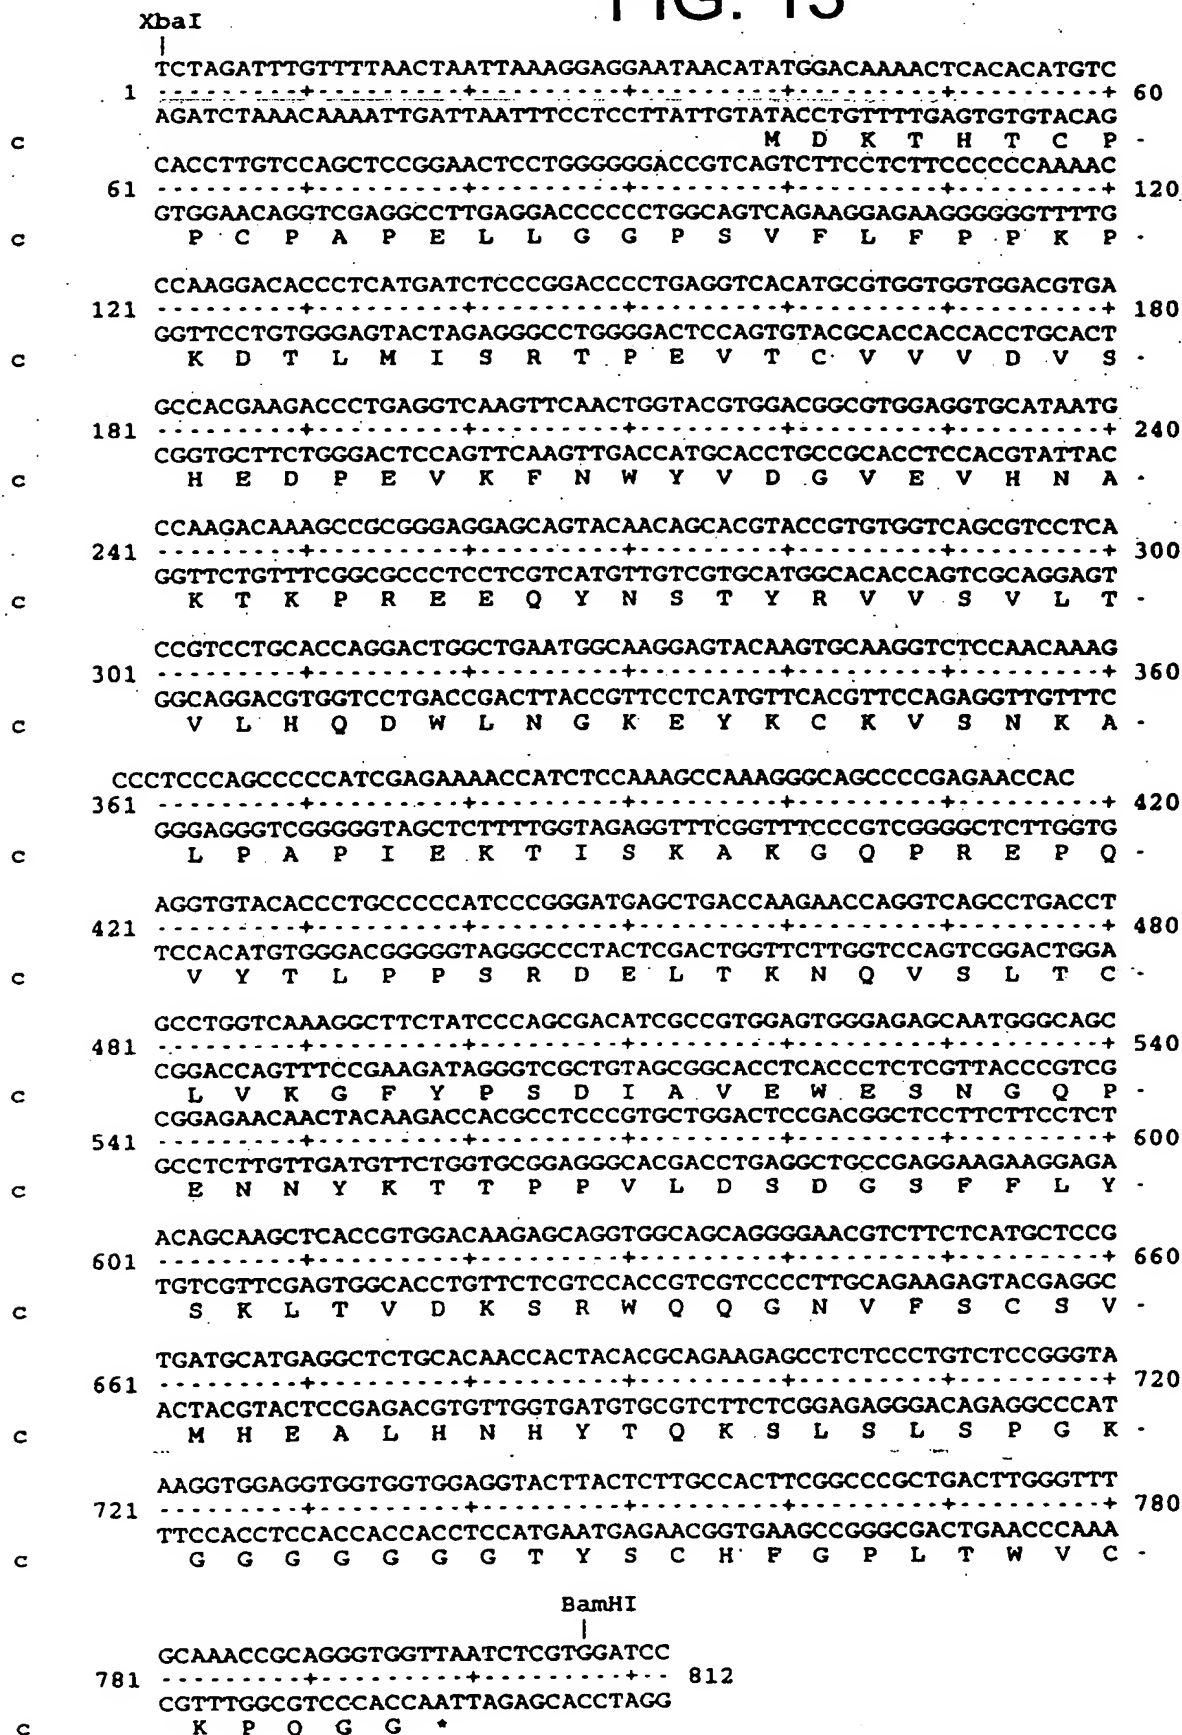 FIG. 13
XbaI
|
TCTAGATTTGTTTTAACTAATTAAAGGAGGAATAACATATGGACAAAACTCACACATGTC
1 ---------+---------+---------+---------+---------+---------+ 60
AGATCTAAACAAAATTGATTAATTTCCTCCTTATTGTATACCTGTTTTGAGTGTGTACAG
c M D K T H T C P -
CACCTTGTCCAGCTCCGGAACTCCTGGGGGGACCGTCAGTCTTCCTCTTCCCCCCAAAAC
61 ---------+---------+---------+---------+---------+---------+ 120
GTGGAACAGGTCGAGGCCTTGAGGACCCCCCTGGCAGTCAGAAGGAGAAGGGGGGTTTTG
c P C P A P E L L G G P S V F L F P P K P -
CCAAGGACACCCTCATGATCTCCCGGACCCCTGAGGTCACATGCGTGGTGGTGGACGTGA
121 ---------+---------+---------+---------+---------+---------+ 180
GGTTCCTGTGGGAGTACTAGAGGGCCTGGGGACTCCAGTGTACGCACCACCACCTGCACT
c K D T L M I S R T P E V T C V V V D V S -
GCCACGAAGACCCTGAGGTCAAGTTCAACTGGTACGTGGACGGCGTGGAGGTGCATAATG
181 ---------+---------+---------+---------+---------+---------+ 240
CGGTGCTTCTGGGACTCCAGTTCAAGTTGACCATGCACCTGCCGCACCTCCACGTATTAC
c H E D P E V K F N W Y V D G V E V H N A -
CCAAGACAAAGCCGCGGGAGGAGCAGTACAACAGCACGTACCGTGTGGTCAGCGTCCTCA
241 ---------+---------+---------+---------+---------+---------+ 300
GGTTCTGTTTCGGCGCCCTCCTCGTCATGTTGTCGTGCATGGCACACCAGTCGCAGGAGT
c K T K P R E E Q Y N S T Y R V V S V L T -
CCGTCCTGCACCAGGACTGGCTGAATGGCAAGGAGTACAAGTGCAAGGTCTCCAACAAAG
301 ---------+---------+---------+---------+---------+---------+ 360
GGCAGGACGTGGTCCTGACCGACTTACCGTTCCTCATGTTCACGTTCCAGAGGTTGTTTC
c V L H Q D W L N G K E Y K C K V S N K A -
CCCTCCCAGCCCCCATCGAGAAAACCATCTCCAAAGCCAAAGGGCAGCCCCGAGAACCAC
361 ---------+---------+---------+---------+---------+---------+ 420
GGGAGGGTCGGGGGTAGCTCTTTTGGTAGAGGTTTCGGTTTCCCGTCGGGGCTCTTGGTG
c L P A P I E K T I S K A K G Q P R E P Q -
AGGTGTACACCCTGCCCCCATCCCGGGATGAGCTGACCAAGAACCAGGTCAGCCTGACCT
421 ---------+---------+---------+---------+---------+---------+ 480
TCCACATGTGGGACGGGGGTAGGGCCCTACTCGACTGGTTCTTGGTCCAGTCGGACTGGA
c V Y T L P P S R D E L T K N Q V S L T C -
GCCTGGTCAAAGGCTTCTATCCCAGCGACATCGCCGTGGAGTGGGAGAGCAATGGGCAGC
481 ---------+---------+---------+---------+---------+---------+ 540
CGGACCAGTTTCCGAAGATAGGGTCGCTGTAGCGGCACCTCACCCTCTCGTTACCCGTCG
c L V K G F Y P S D I A V E W E S N G Q P -
CGGAGAACAACTACAAGACCACGCCTCCCGTGCTGGACTCCGACGGCTCCTTCTTCCTCT
541 ---------+---------+---------+---------+---------+---------+ 600
GCCTCTTGTTGATGTTCTGGTGCGGAGGGCACGACCTGAGGCTGCCGAGGAAGAAGGAGA
c E N N Y K T T P P V L D S D G S F F L Y -
ACAGCAAGCTCACCGTGGACAAGAGCAGGTGGCAGCAGGGGAACGTCTTCTCATGCTCCG
601 ---------+---------+---------+---------+---------+---------+ 660
TGTCGTTCGAGTGGCACCTGTTCTCGTCCACCGTCGTCCCCTTGCAGAAGAGTACGAGGC
c S K L T V D K S R W Q Q G N V F S C S V -
TGATGCATGAGGCTCTGCACAACCACTACACGCAGAAGAGCCTCTCCCTGTCTCCGGGTA
661 ---------+---------+---------+---------+---------+---------+ 720
ACTACGTACTCCGAGACGTGTTGGTGATGTGCGTCTTCTCGGAGAGGGACAGAGGCCCAT
c M H E A L H N H Y T Q K S L S L S P G K -
AAGGTGGAGGTGGTGGTGGAGGTACTTACTCTTGCCACTTCGGCCCGCTGACTTGGGTTT
721 ---------+---------+---------+---------+---------+---------+ 780
TTCCACCTCCACCACCACCTCCATGAATGAGAACGGTGAAGCCGGGCGACTGAACCCAAA
c G G G G G G G T Y S C H F G P L T W V C -
BamHI
|
GCAAACCGCAGGGTGGTTAATCTCGTGGATCC
781 ---------+---------+---------+-- 812
CGTTTGGCGTCCCACCAATTAGAGCACCTAGG
c K P Q G G *